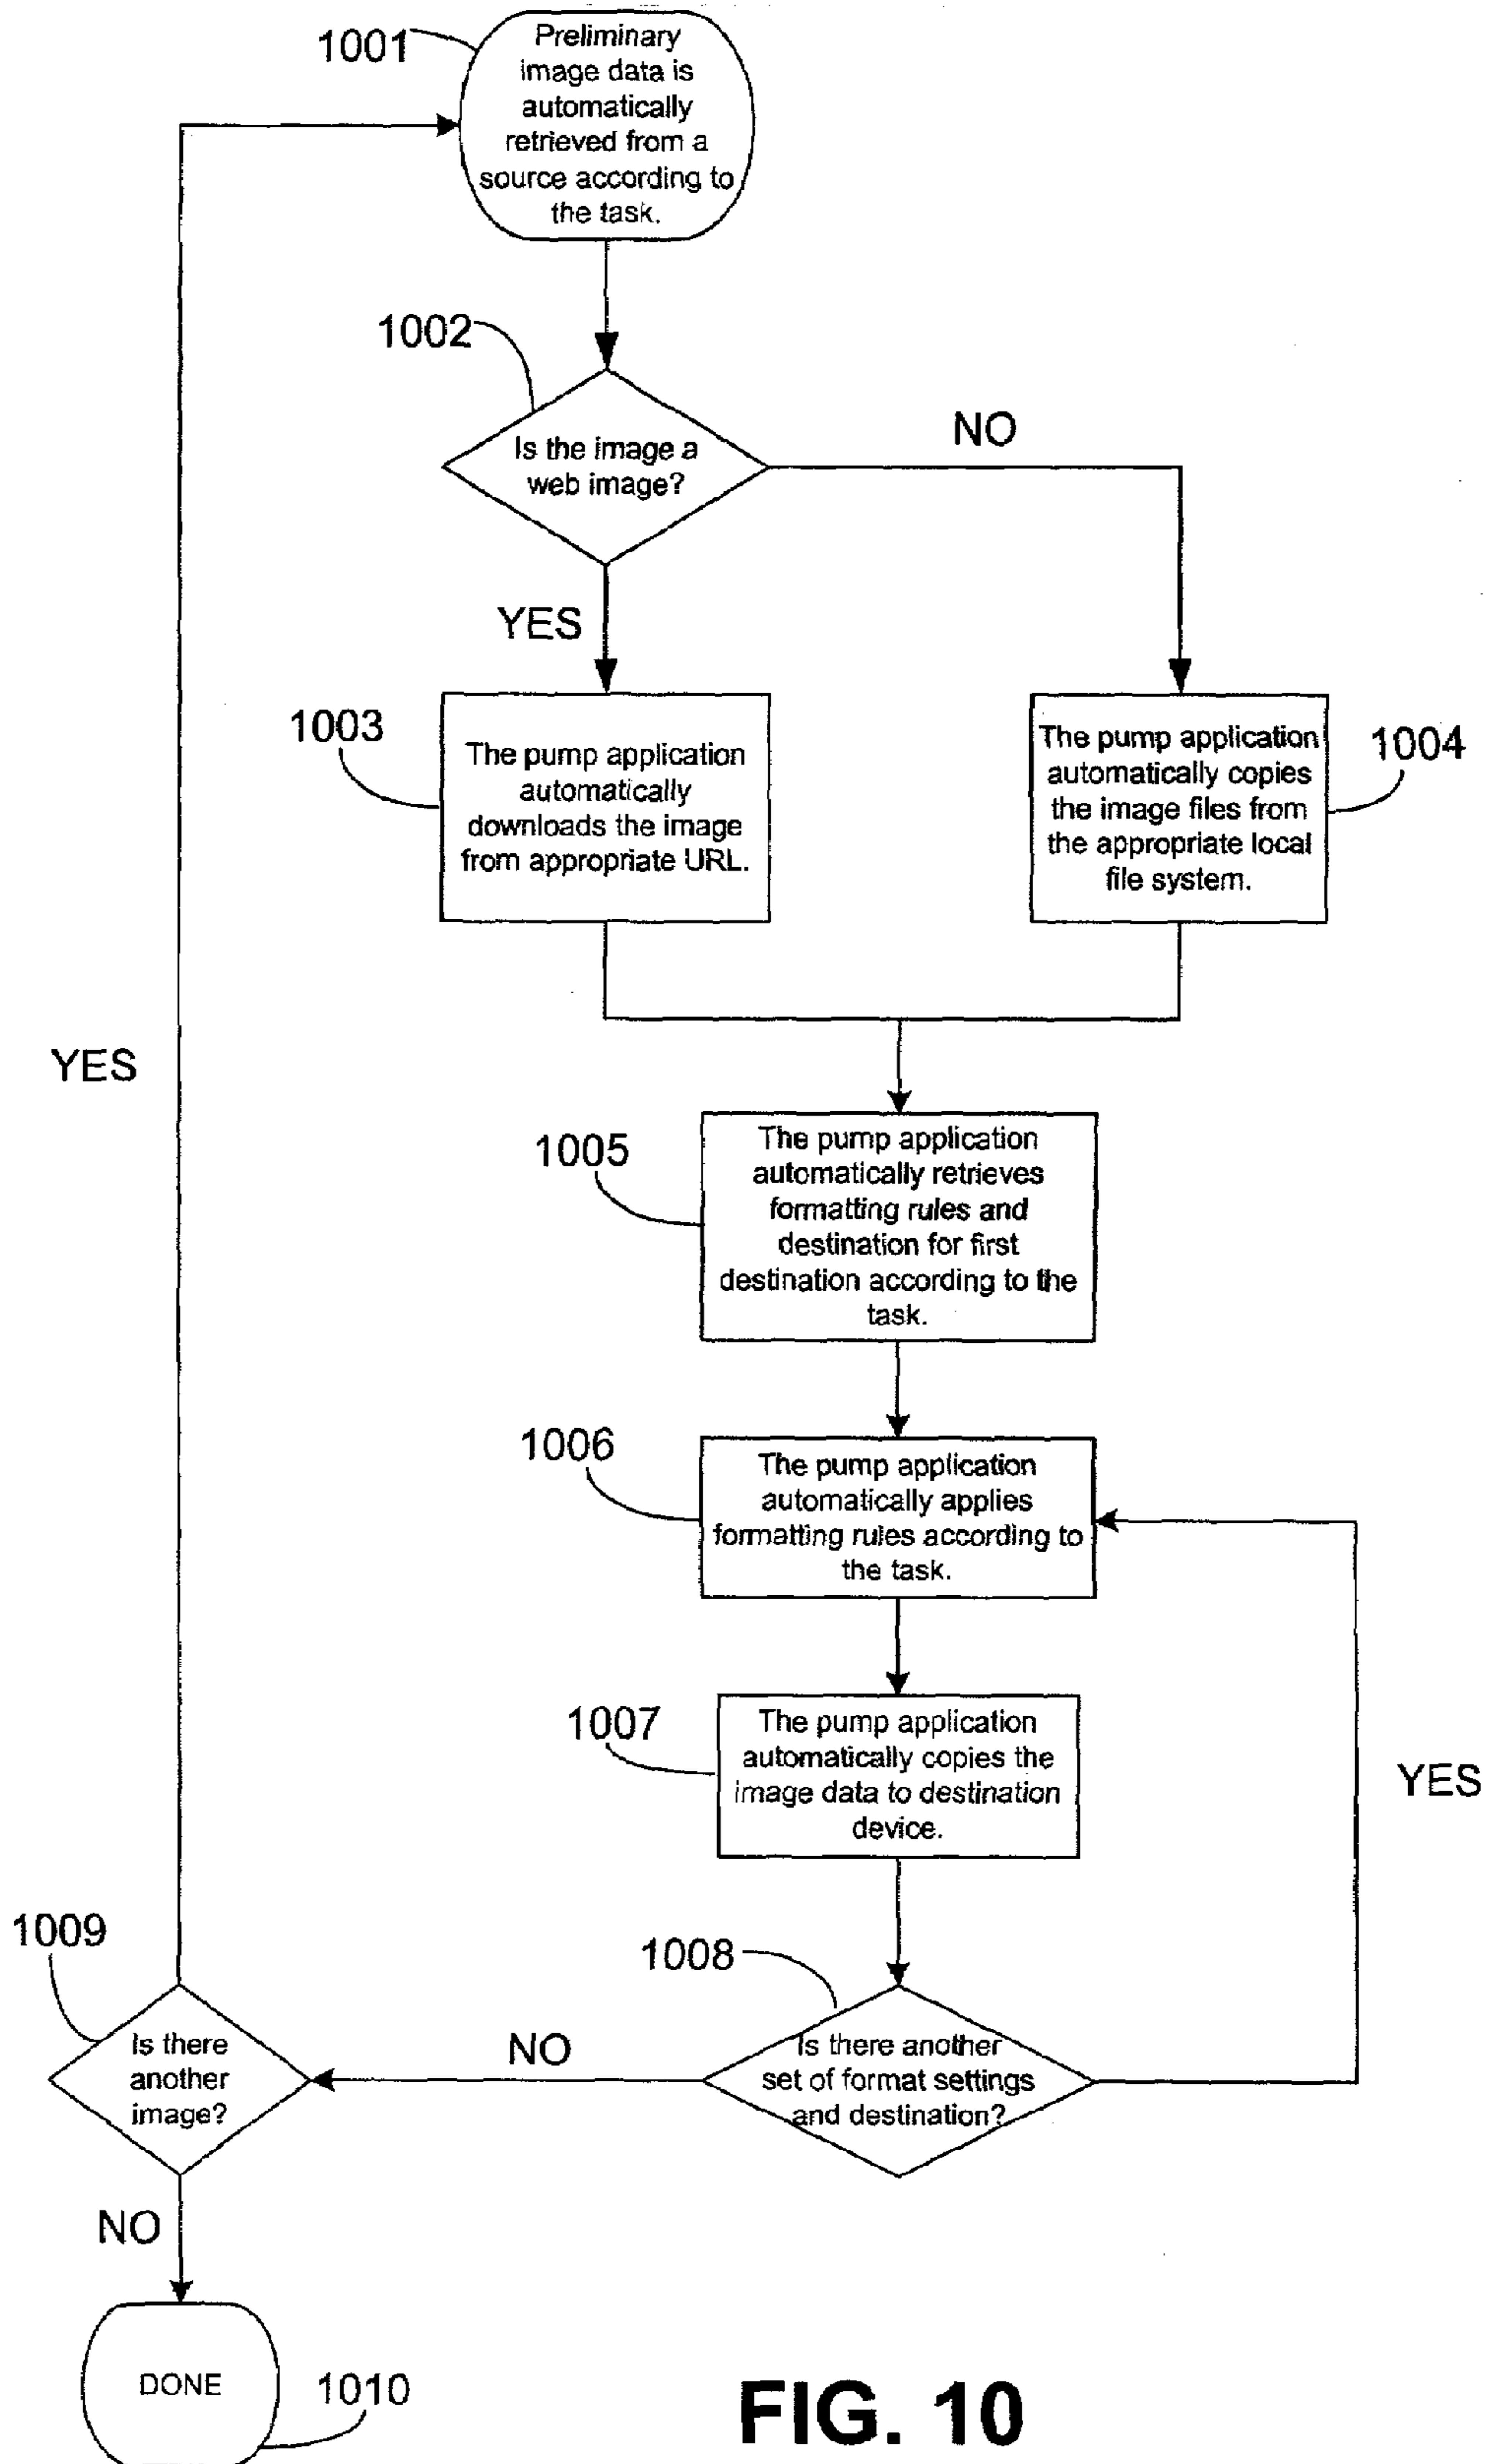 1001
Preliminary
image data is
automatically
retrieved from a
source according to
the task.
1002
Is the image a
web image?
NO
YES
1003
The pump application
automatically
downloads the image
from appropriate URL.
The pump application
automatically copies
the image files from
the appropriate local
file system.
1004
YES
1005
The pump application
automatically retrieves
formatting rules and
destination for first
destination according to the
task.
1006
The pump application
automatically applies
formatting rules according to
the task.
1007
The pump application
automatically copies the
image data to destination
device.
YES
1008
Is there another
set of format settings
and destination?
NO
1009
Is there
another
image?
NO
DONE
1010
FIG. 10